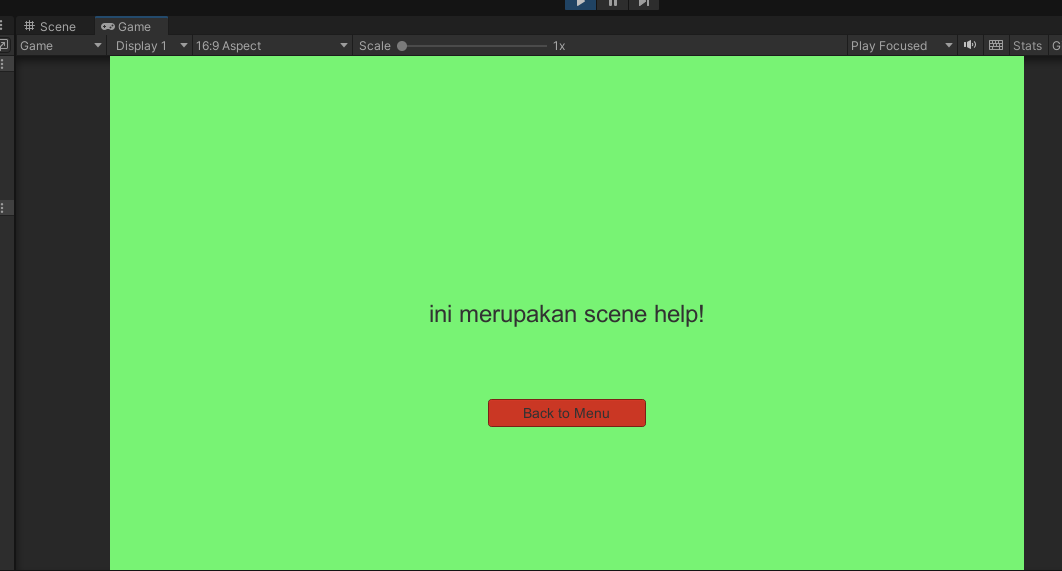 Scene Game
Game Display 1 16:9 Aspect Scale 1x Play Focused Stats G
ini merupakan scene help!
Back to Menu